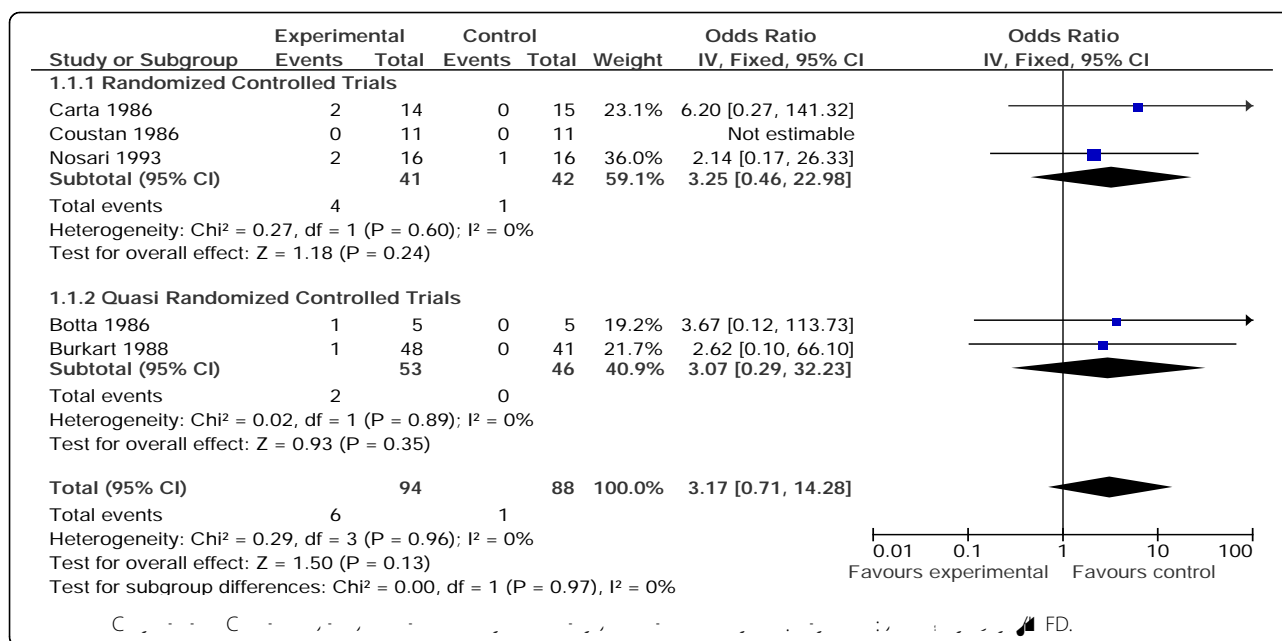 Experimental Control Odds Ratio Odds Ratio
Study or Subgroup Events Total Events Total Weight IV, Fixed, 95% CI IV, Fixed, 95% CI
1.1.1 Randomized Controlled Trials
Carta 1986 2 14 0 15 23.1% 6.20 [0.27, 141.32]
Coustan 1986 0 11 0 11 Not estimable
Nosari 1993 2 16 1 16 36.0% 2.14 [0.17, 26.33]
Subtotal (95% CI) 41 42 59.1% 3.25 [0.46, 22.98]
Total events 4 1
Heterogeneity: Chi² = 0.27, df = 1 (P = 0.60); I² = 0%
Test for overall effect: Z = 1.18 (P = 0.24)
1.1.2 Quasi Randomized Controlled Trials
Botta 1986 1 5 0 5 19.2% 3.67 [0.12, 113.73]
Burkart 1988 1 48 0 41 21.7% 2.62 [0.10, 66.10]
Subtotal (95% CI) 53 46 40.9% 3.07 [0.29, 32.23]
Total events 2 0
Heterogeneity: Chi² = 0.02, df = 1 (P = 0.89); I² = 0%
Test for overall effect: Z = 0.93 (P = 0.35)
Total (95% CI) 94 88 100.0% 3.17 [0.71, 14.28]
Total events 6 1
Heterogeneity: Chi² = 0.29, df = 3 (P = 0.96); I² = 0%
Test for overall effect: Z = 1.50 (P = 0.13)
Test for subgroup differences: Chi² = 0.00, df = 1 (P = 0.97), I² = 0%
0.01 0.1 1 10 100
Favours experimental Favours control
FD.